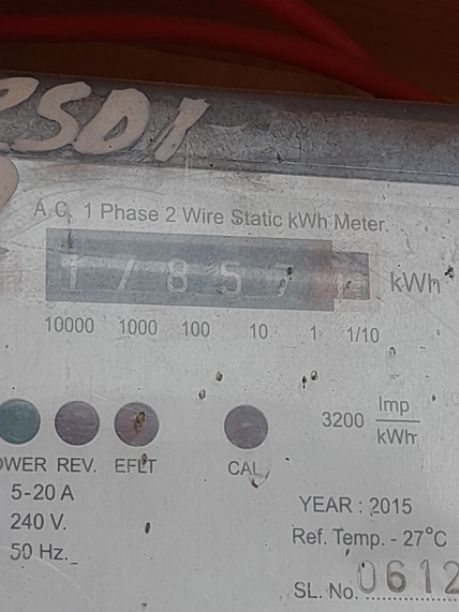 2SD1
A.C. 1 Phase 2 Wire Static kWh Meter.
1 7 8 5 7 kWh
10000 1000 100 10 1 1/10
3200 Imp/kWh
OWER REV. EFLT CAL
5-20 A
240 V.
50 Hz.
YEAR : 2015
Ref. Temp. - 27°C
SL. No. 0612